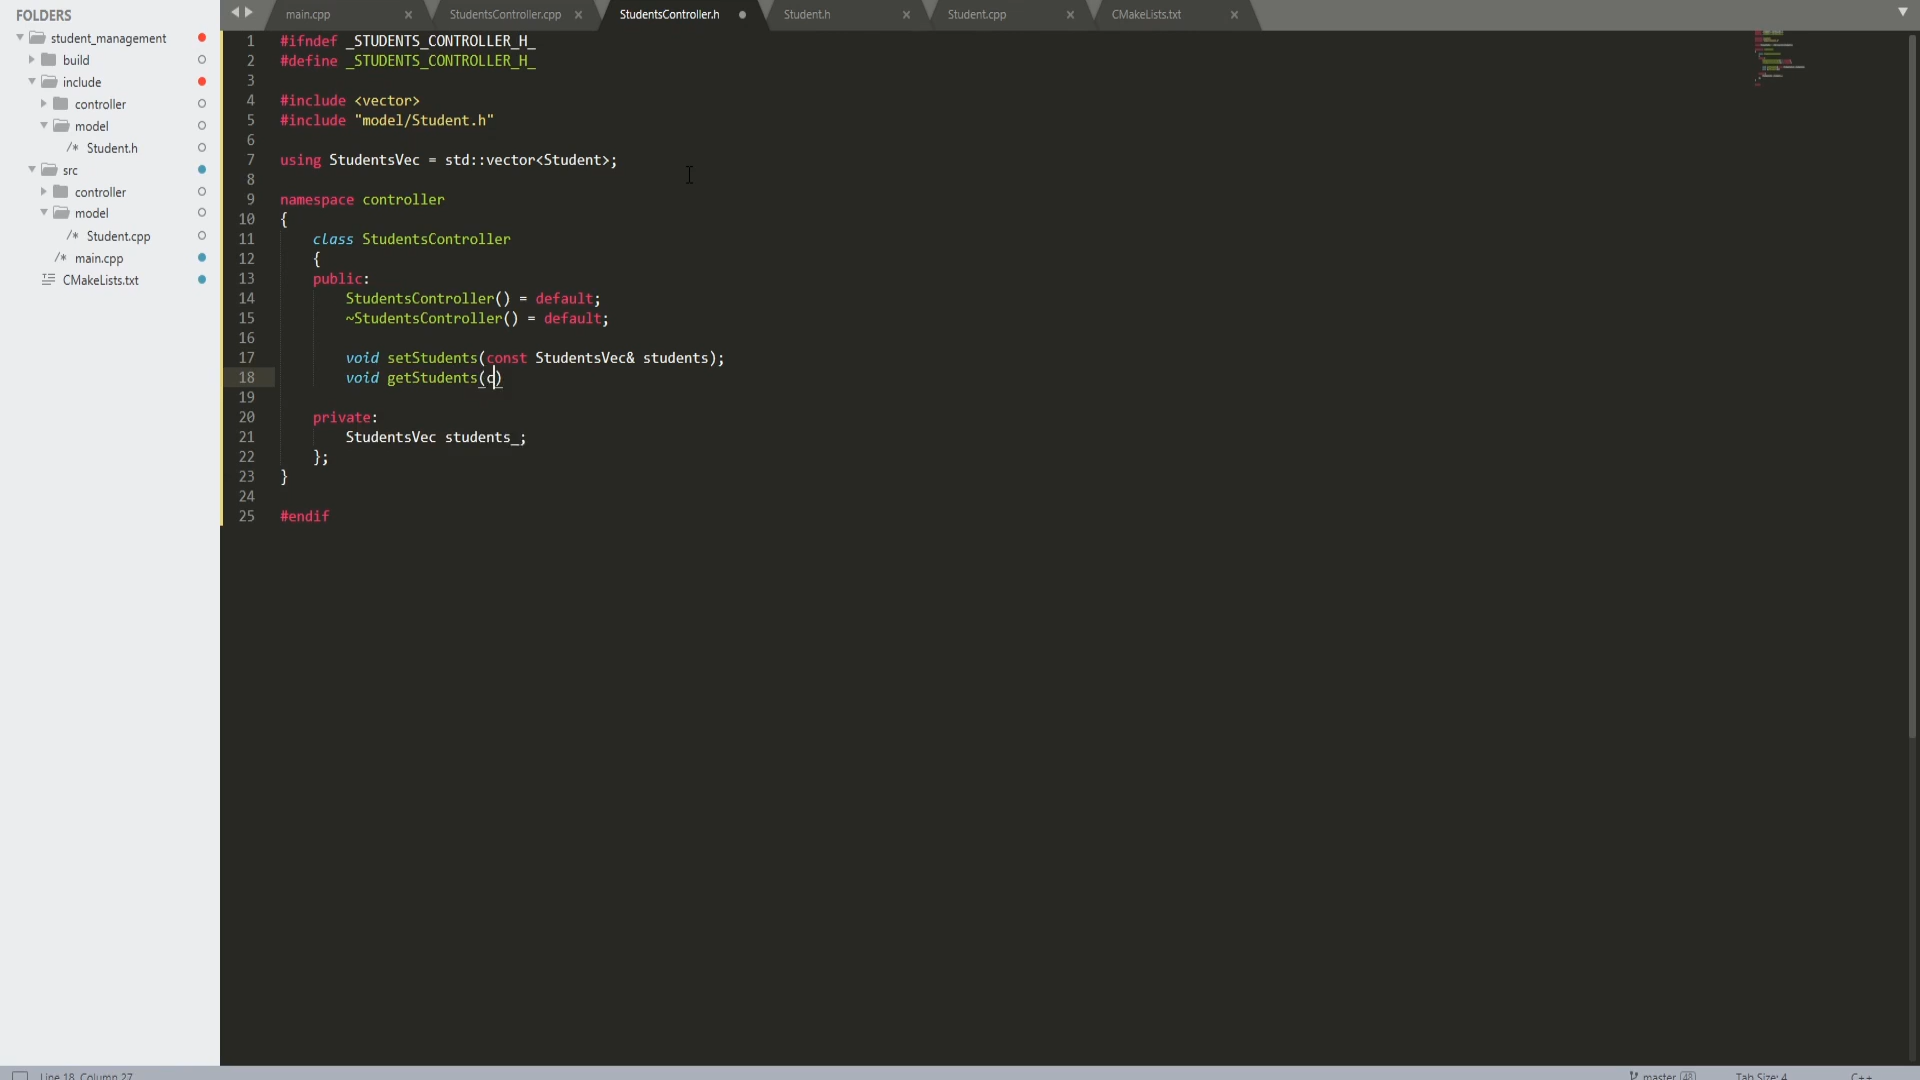 FOLDERS
student_management
build
include
controller
model
/* Student.h
src
controller
model
/* Student.cpp
/* main.cpp
CMakeLists.txt
main.cpp × StudentsController.cpp × StudentsController.h Student.h × Student.cpp × CMakeLists.txt ×
1 #ifndef _STUDENTS_CONTROLLER_H_
2 #define _STUDENTS_CONTROLLER_H_
3
4 #include <vector>
5 #include "model/Student.h"
6
7 using StudentsVec = std::vector<Student>;
8
9 namespace controller
10 {
11 class StudentsController
12 {
13 public:
14 StudentsController() = default;
15 ~StudentsController() = default;
16
17 void setStudents(const StudentsVec& students);
18 void getStudents(c)
19
20 private:
21 StudentsVec students_;
22 };
23 }
24
25 #endif
Line 18, Column 27 master 48 Tab Size: 4 C++